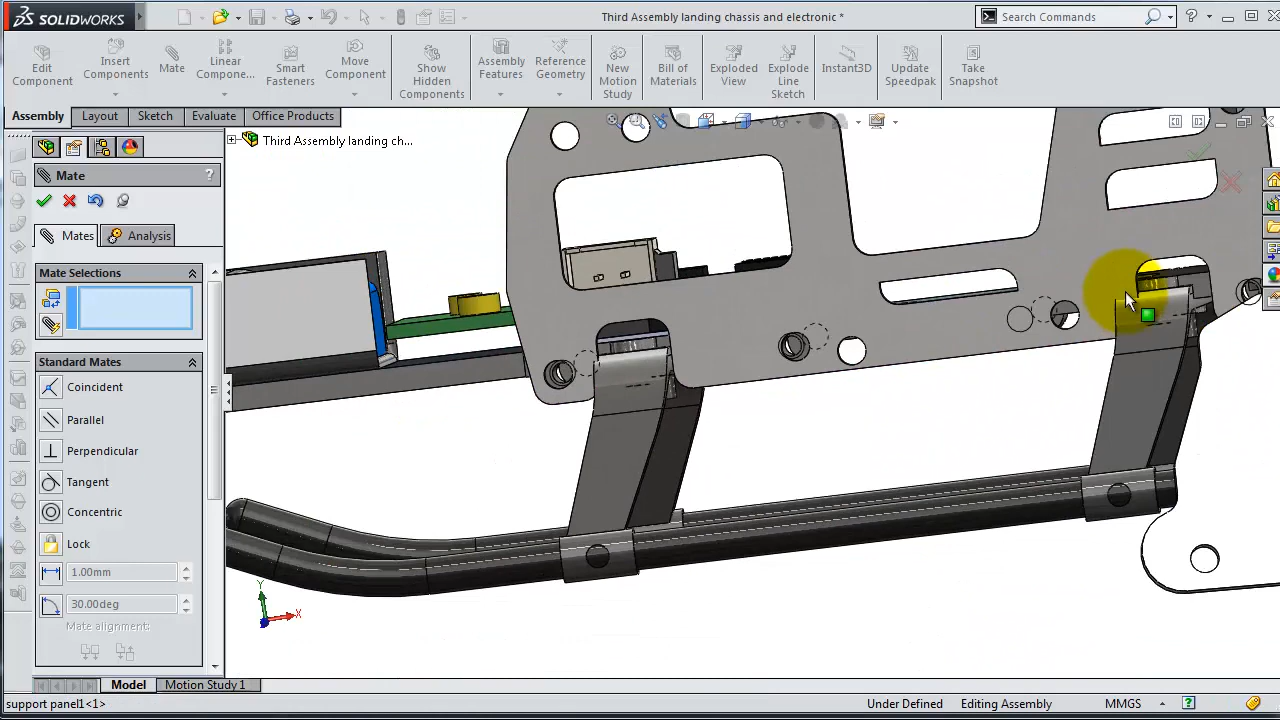 SOLIDWORKS
Third Assembly landing chassis and electronic *
Search Commands
Edit Component
Insert Components
Mate
Linear Compone...
Smart Fasteners
Move Component
Show Hidden Components
Assembly Features
Reference Geometry
New Motion Study
Bill of Materials
Exploded View
Explode Line Sketch
Instant3D
Update Speedpak
Take Snapshot
Assembly
Layout
Sketch
Evaluate
Office Products
Third Assembly landing ch...
Mate
?
Mates
Analysis
Mate Selections
Standard Mates
Coincident
Parallel
Perpendicular
Tangent
Concentric
Lock
1.00mm
30.00deg
Mate alignment:
Y
X
Model
Motion Study 1
support panel1<1>
Under Defined
Editing Assembly
MMGS
?